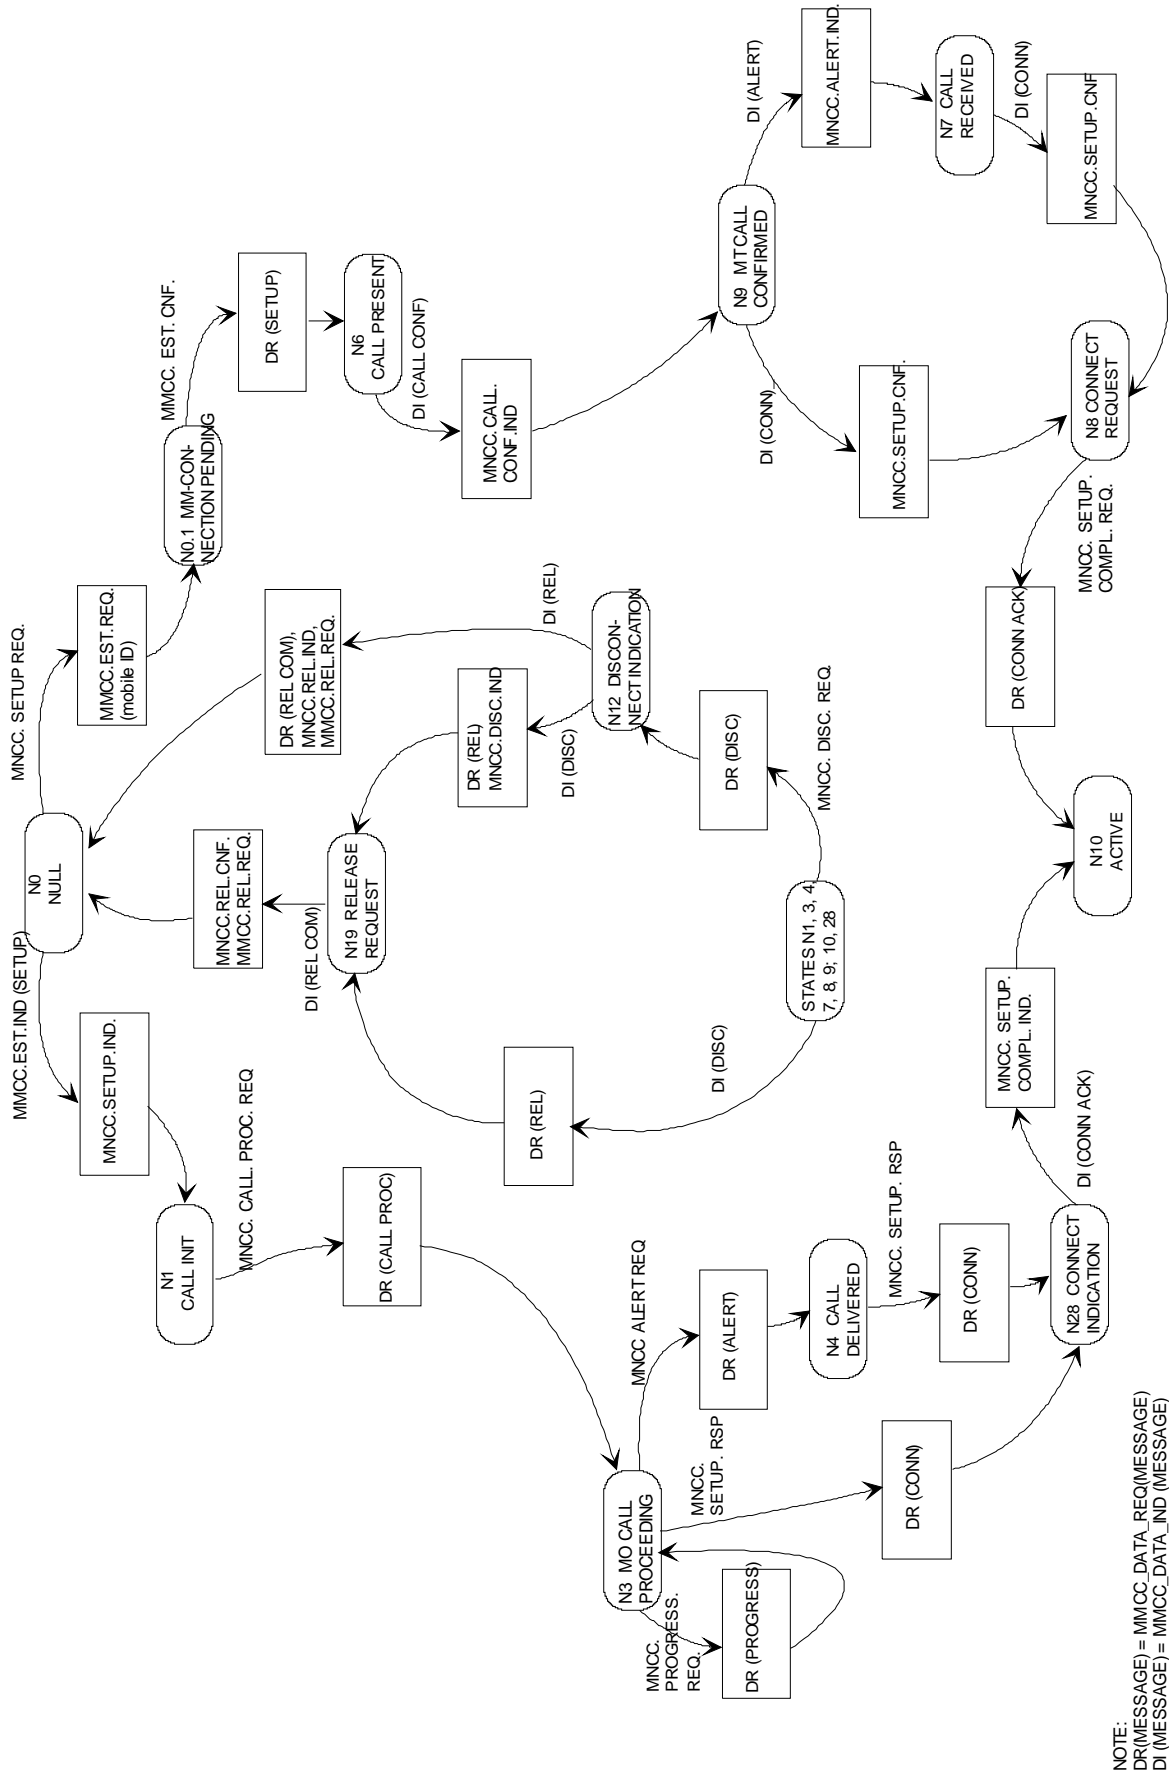 MNCC. SETUP REQ.
N0
NULL
MMCC.EST.IND (SETUP)
MMCC.EST.REQ.
(mobile ID)
MNCC.SETUP.IND.
MMCC. EST. CNF.
N0.1 MM-CON-
NECTION PENDING
N1
CALL INIT
MNCC. CALL. PROC. REQ
MNCC.REL.CNF.
MMCC.REL.REQ.
DR (REL COM),
MNCC.REL.IND,
MMCC.REL.REQ.
DR (SETUP)
DI (REL COM)
N19 RELEASE
REQUEST
DR (CALL PROC)
N6
CALL PRESENT
DI (CALL CONF)
DR (REL)
MNCC.DISC.IND
DI (REL)
MNCC.CALL.
CONF.IND
DR (REL)
DI (DISC)
N12 DISCON-
NECT INDICATION
N3 MO CALL
PROCEEDING
MNCC ALERT REQ
MNCC.
PROGRESS.
REQ.
MNCC.
SETUP. RSP
DI (DISC)
DR (DISC)
DR (ALERT)
DR (PROGRESS)
N9 MT CALL
CONFIRMED
DI (ALERT)
DI (CONN)
STATES N1, 3, 4,
7, 8, 9; 10, 28
MNCC. DISC. REQ.
N4 CALL
DELIVERED
MNCC. SETUP. RSP
MNCC.ALERT.IND.
DR (CONN)
MNCC.SETUP.CNF.
DR (CONN)
N7 CALL
RECEIVED
DI (CONN)
MNCC. SETUP.
COMPL. IND.
DR (CONN ACK)
N28 CONNECT
INDICATION
DI (CONN ACK)
N10
ACTIVE
N8 CONNECT
REQUEST
MNCC. SETUP.
COMPL. REQ.
MNCC.SETUP.CNF
NOTE:
DR(MESSAGE) = MMCC_DATA_REQ(MESSAGE)
DI (MESSAGE) = MMCC_DATA_IND (MESSAGE)